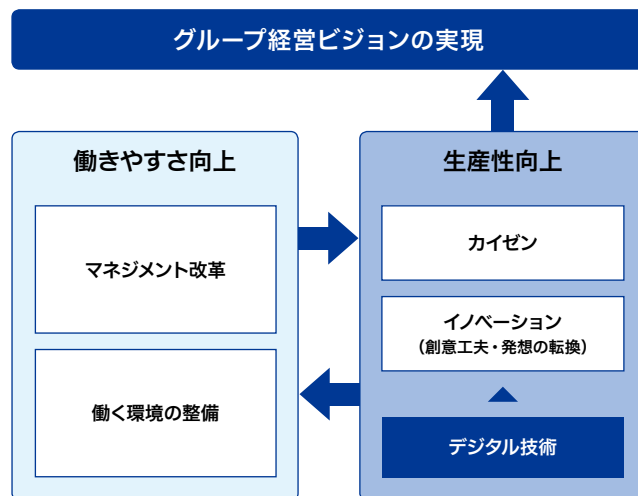 グループ経営ビジョンの実現
働きやすさ向上
マネジメント改革
働く環境の整備
生産性向上
カイゼン
イノベーション
（創意工夫・発想の転換）
デジタル技術